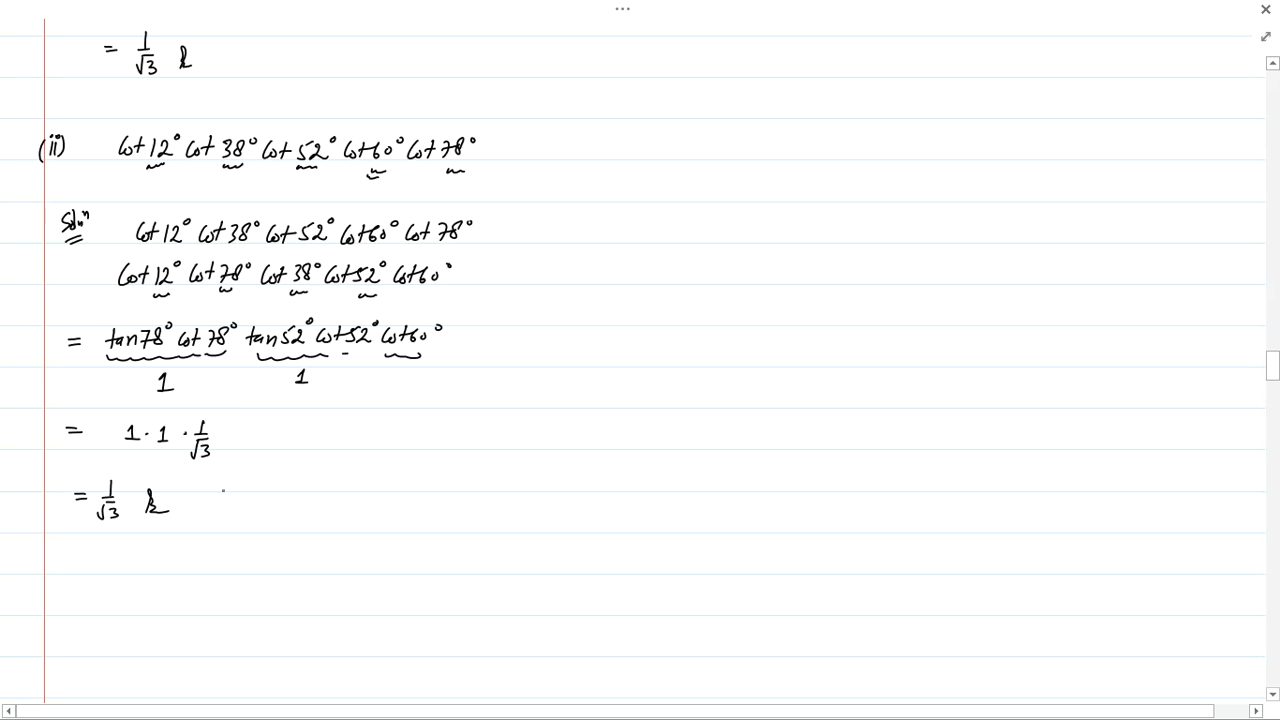 = 1/√3
(ii) cot 12° cot 38° cot 52° cot 60° cot 78°
Solⁿ cot 12° cot 38° cot 52° cot 60° cot 78°
cot 12° cot 78° cot 38° cot 52° cot 60°
= tan 78° cot 78° tan 52° cot 52° cot 60°
1 1
= 1 · 1 · 1/√3
= 1/√3